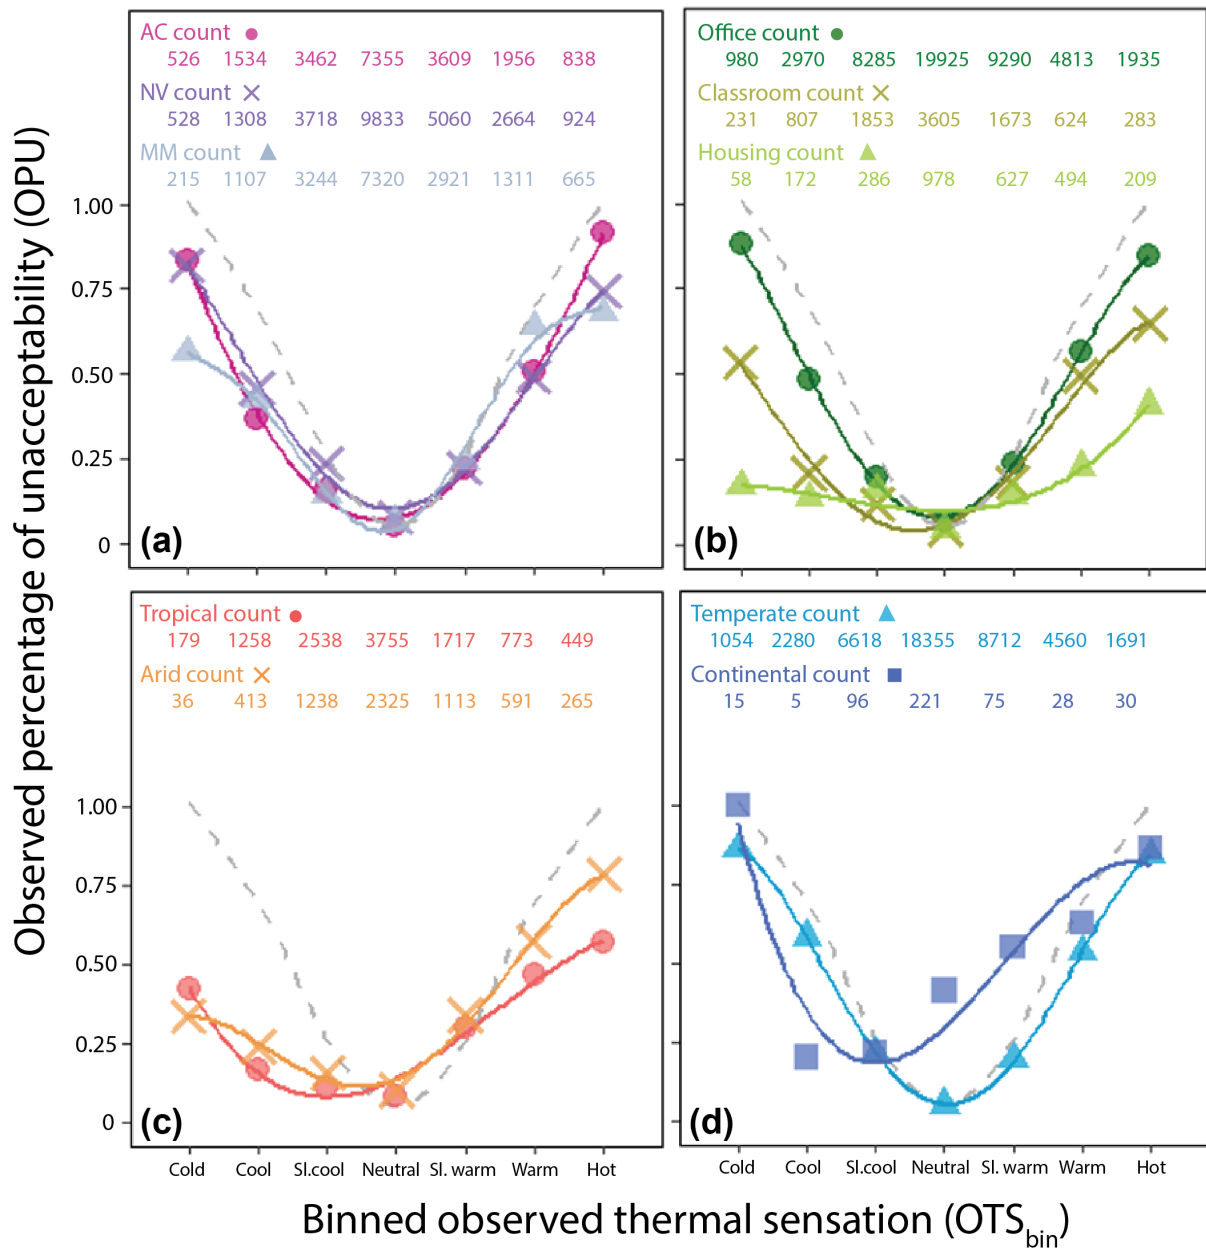 AC count
526 1534 3462 7355 3609 1956 838
NV count
528 1308 3718 9833 5060 2664 924
MM count
215 1107 3244 7320 2921 1311 665
1.00
0.75
0.50
0.25
0
(a)
Office count
980 2970 8285 19925 9290 4813 1935
Classroom count
231 807 1853 3605 1673 624 283
Housing count
58 172 286 978 627 494 209
(b)
Observed percentage of unacceptability (OPU)
Tropical count
179 1258 2538 3755 1717 773 449
Arid count
36 413 1238 2325 1113 591 265
1.00
0.75
0.50
0.25
0
(c)
Cold Cool Sl.cool Neutral Sl. warm Warm Hot
Temperate count
1054 2280 6618 18355 8712 4560 1691
Continental count
15 5 96 221 75 28 30
(d)
Cold Cool Sl.cool Neutral Sl. warm Warm Hot
Binned observed thermal sensation (OTSbin)